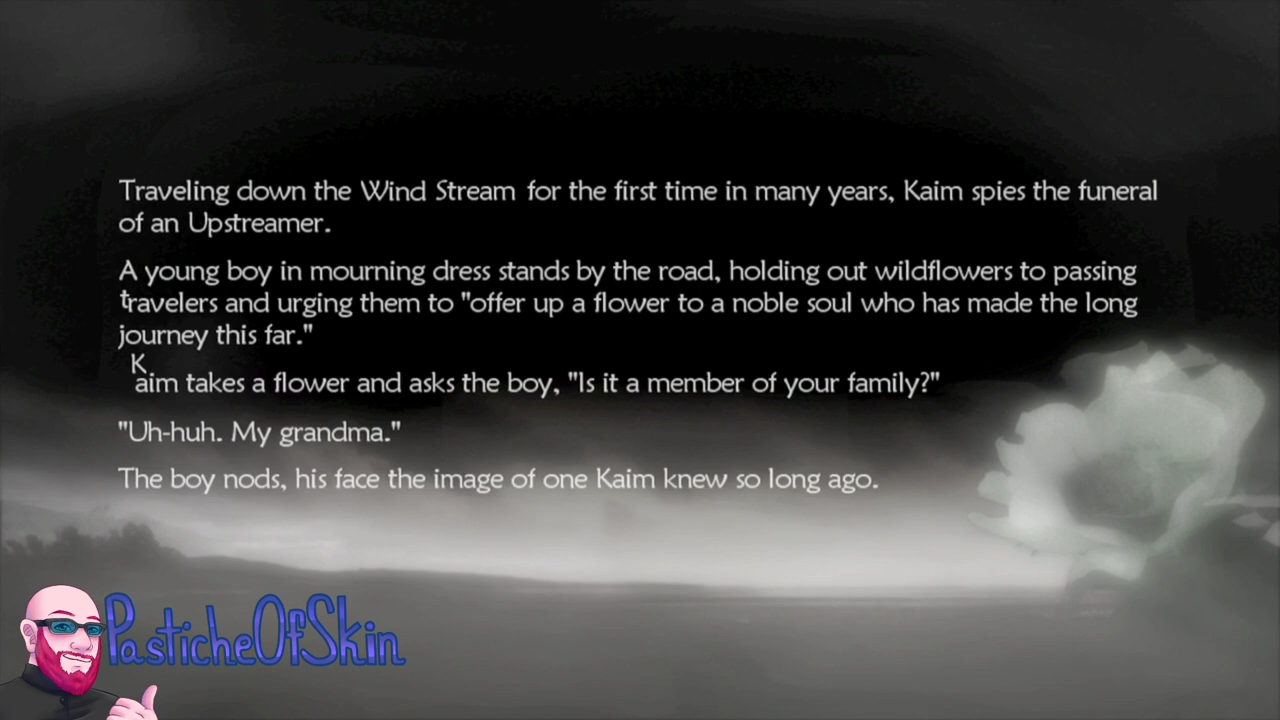 Traveling down the Wind Stream for the first time in many years, Kaim spies the funeral
of an Upstreamer.
A young boy in mourning dress stands by the road, holding out wildflowers to passing
travelers and urging them to "offer up a flower to a noble soul who has made the long
journey this far."
Kaim takes a flower and asks the boy, "Is it a member of your family?"
"Uh-huh. My grandma."
The boy nods, his face the image of one Kaim knew so long ago.
PasticheOfSkin